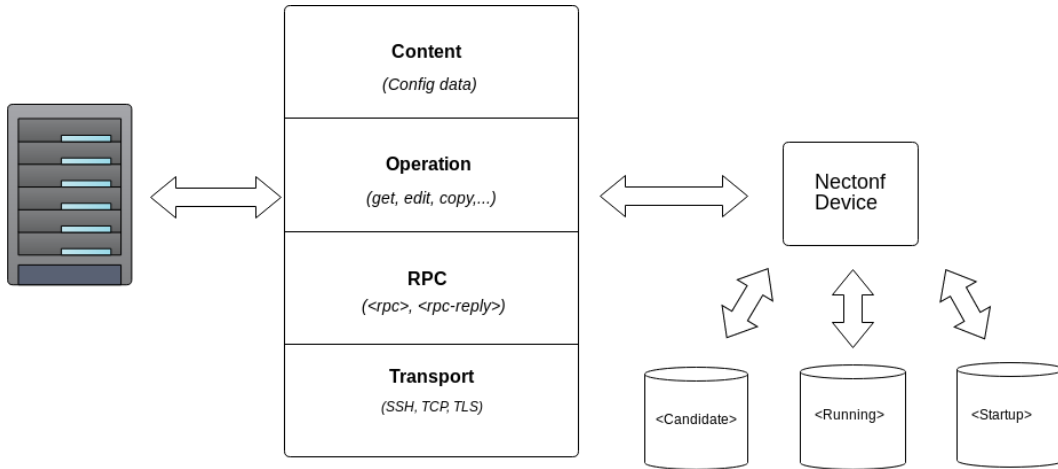 Content
(Config data)
Operation
(get, edit, copy,...)
RPC
(<rpc>, <rpc-reply>)
Transport
(SSH, TCP, TLS)
Nectonf
Device
<Candidate>
<Running>
<Startup>